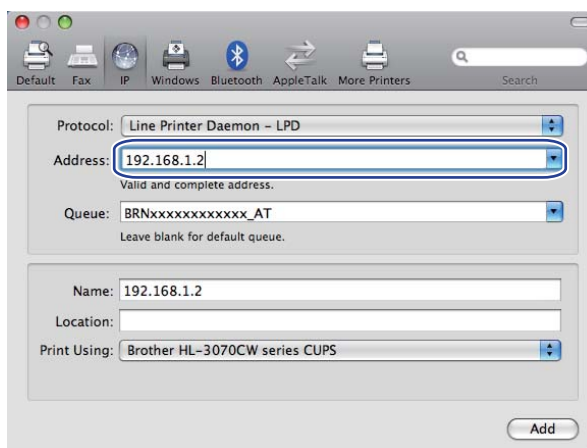 Default Fax IP Windows Bluetooth AppleTalk More Printers Search
Protocol: Line Printer Daemon – LPD
Address: 192.168.1.2
Valid and complete address.
Queue: BRNxxxxxxxxxxxx_AT
Leave blank for default queue.
Name: 192.168.1.2
Location:
Print Using: Brother HL–3070CW series CUPS
Add